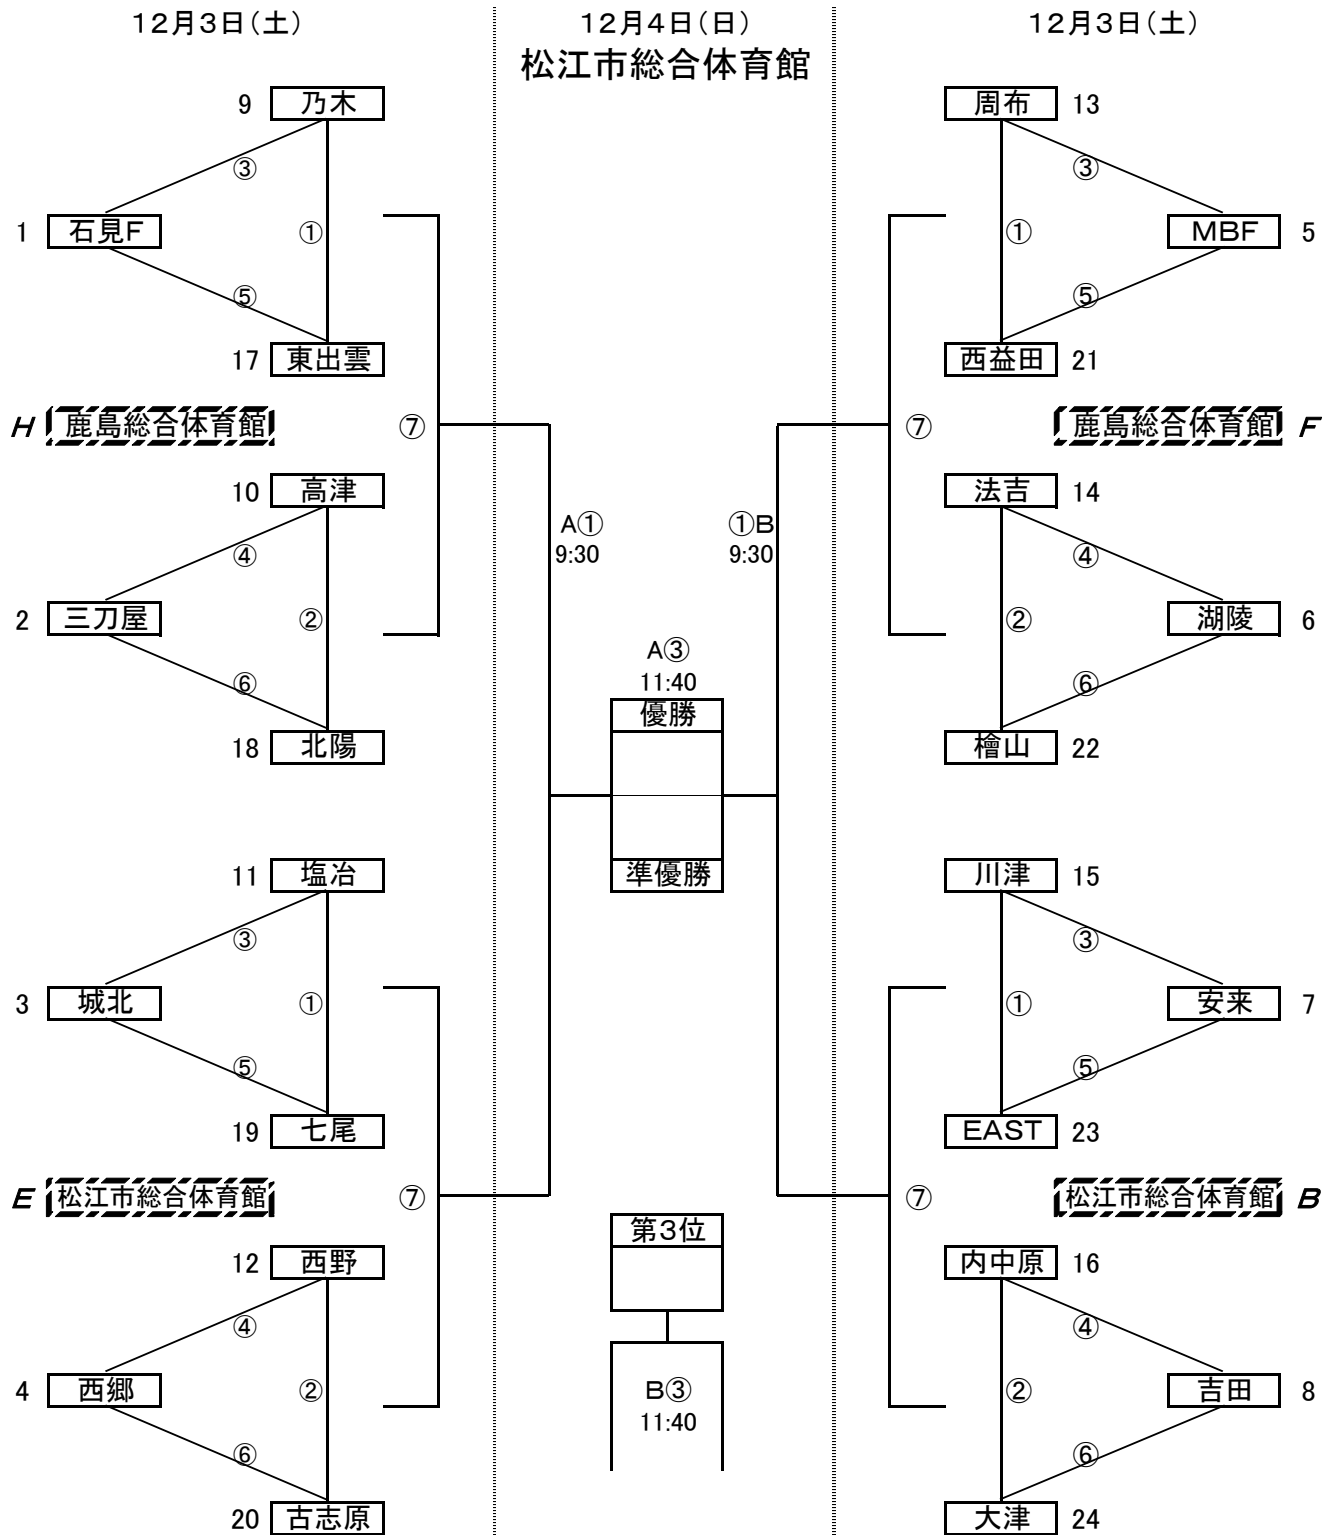 12月3日(土)
12月4日(日)
12月3日(土)
松江市総合体育館
9 乃木
周布 13
③
③
1 石見F
①
①
MBF 5
⑤
⑤
17 東出雲
西益田 21
H 鹿島総合体育館
⑦
⑦
鹿島総合体育館 F
10 高津
法吉 14
A①
9:30
①B
9:30
④
④
2 三刀屋
②
②
湖陵 6
A③
11:40
優勝
⑥
⑥
18 北陽
檜山 22
準優勝
11 塩冶
川津 15
③
③
3 城北
①
①
安来 7
⑤
⑤
19 七尾
EAST 23
E 松江市総合体育館
⑦
⑦
松江市総合体育館 B
第3位
12 西野
内中原 16
④
④
4 西郷
②
B③
11:40
②
吉田 8
⑥
⑥
20 古志原
大津 24